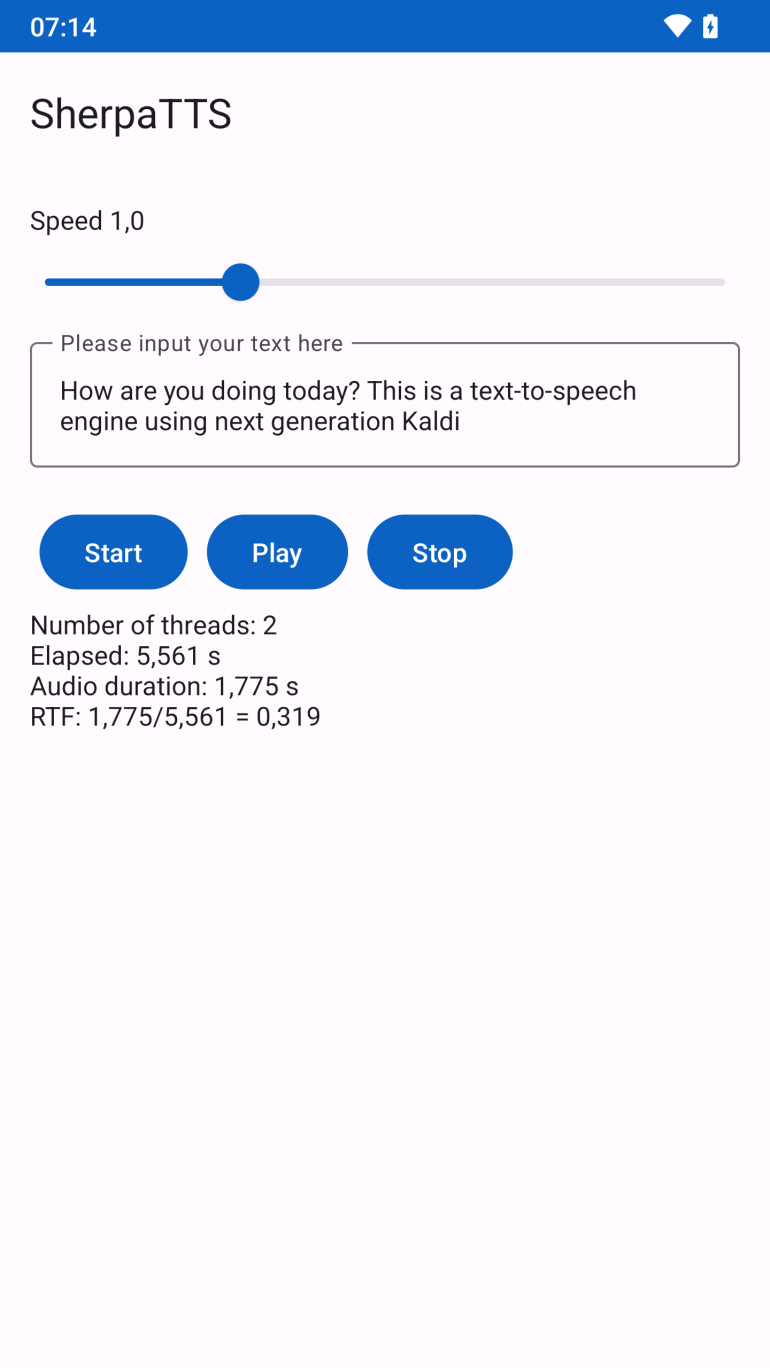 07:14
SherpaTTS
Speed 1,0
Please input your text here
How are you doing today? This is a text-to-speech
engine using next generation Kaldi
Start Play Stop
Number of threads: 2
Elapsed: 5,561 s
Audio duration: 1,775 s
RTF: 1,775/5,561 = 0,319